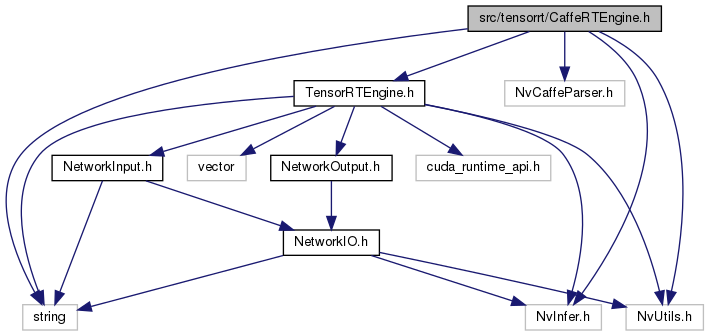 src/tensorrt/CaffeRTEngine.h
TensorRTEngine.h
NvCaffeParser.h
NetworkInput.h
vector
NetworkOutput.h
cuda_runtime_api.h
NetworkIO.h
string
NvInfer.h
NvUtils.h